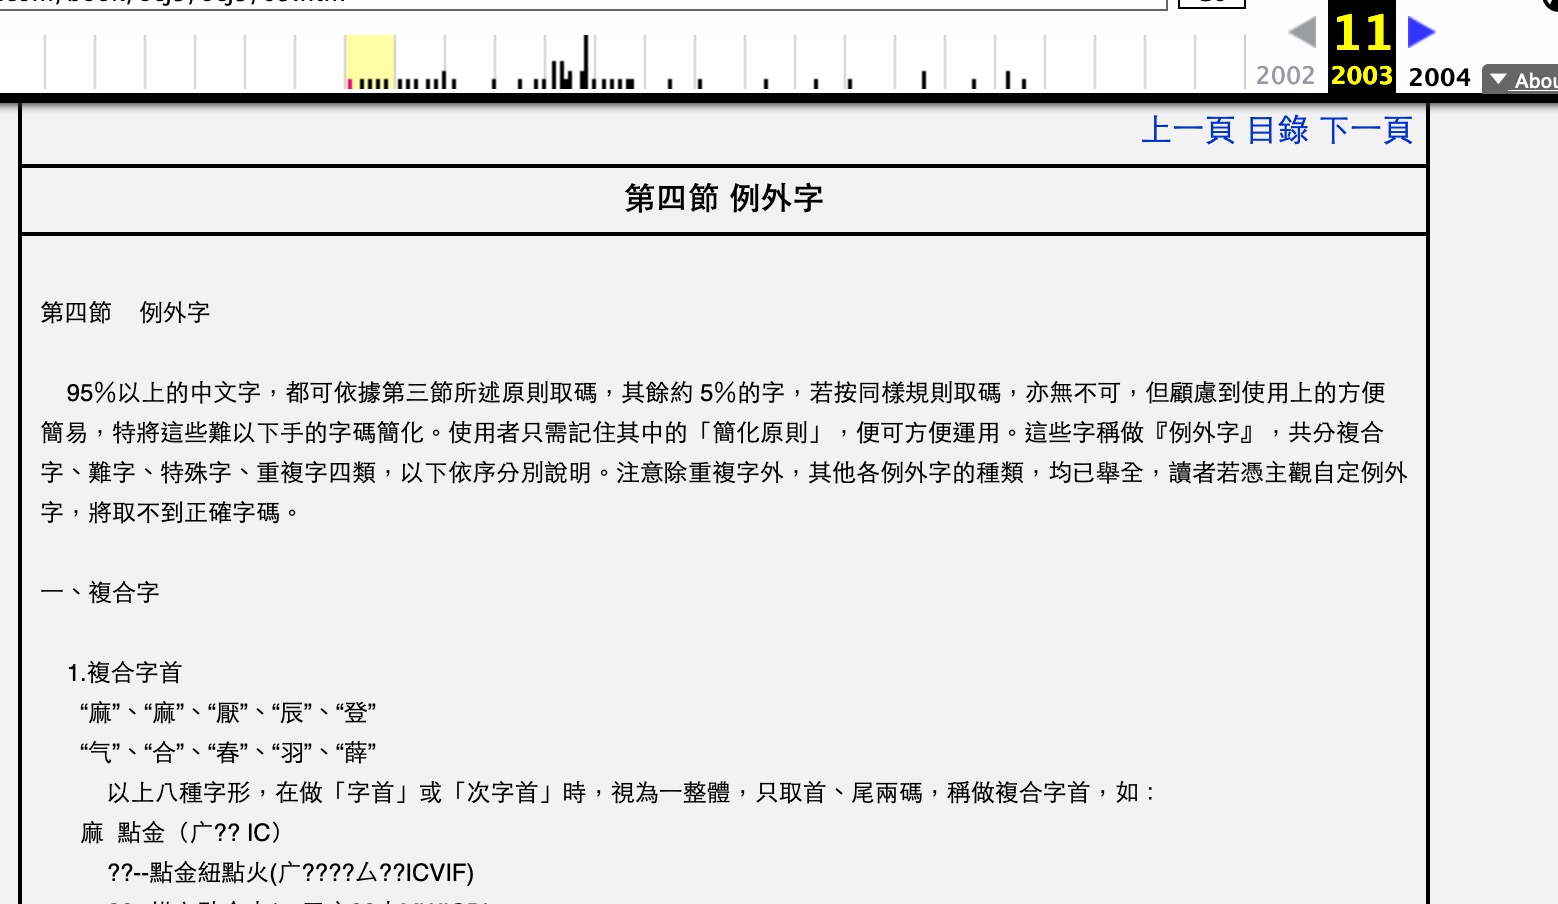 2002 11 2003 2004 Abou
上一頁 目錄 下一頁
第四節 例外字
第四節 例外字
95%以上的中文字，都可依據第三節所述原則取碼，其餘約 5%的字，若按同樣規則取碼，亦無不可，但顧慮到使用上的方便
簡易，特將這些難以下手的字碼簡化。使用者只需記住其中的「簡化原則」，便可方便運用。這些字稱做『例外字』，共分複合
字、難字、特殊字、重複字四類，以下依序分別說明。注意除重複字外，其他各例外字的種類，均已舉全，讀者若憑主觀自定例外
字，將取不到正確字碼。
一、複合字
1.複合字首
“麻”、“麻”、“厭”、“辰”、“登”
“气”、“合”、“春”、“羽”、“薛”
以上八種字形，在做「字首」或「次字首」時，視為一整體，只取首、尾兩碼，稱做複合字首，如：
麻 點金（广?? IC）
??--點金紐點火(广????厶??ICVIF)